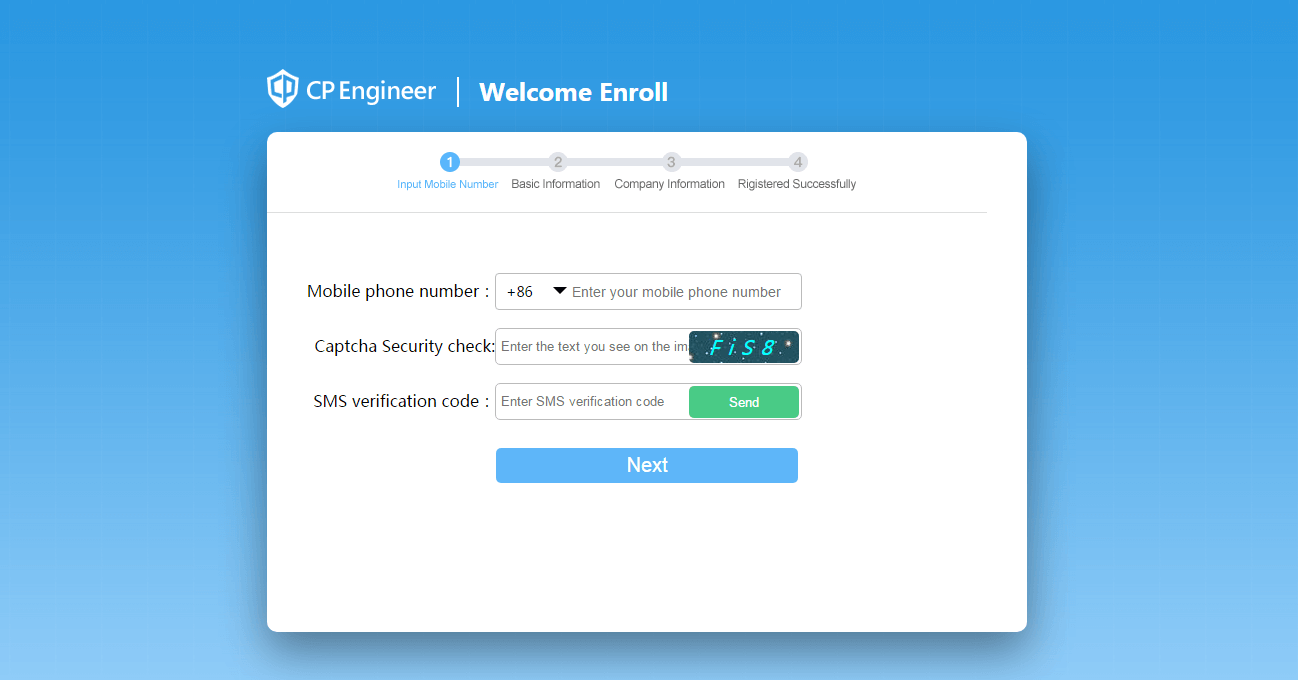 CP Engineer | Welcome Enroll
1 2 3 4
Input Mobile Number Basic Information Company Information Rigistered Successfully
Mobile phone number : +86 Enter your mobile phone number
Captcha Security check: Enter the text you see on the im FiS8
SMS verification code : Enter SMS verification code Send
Next